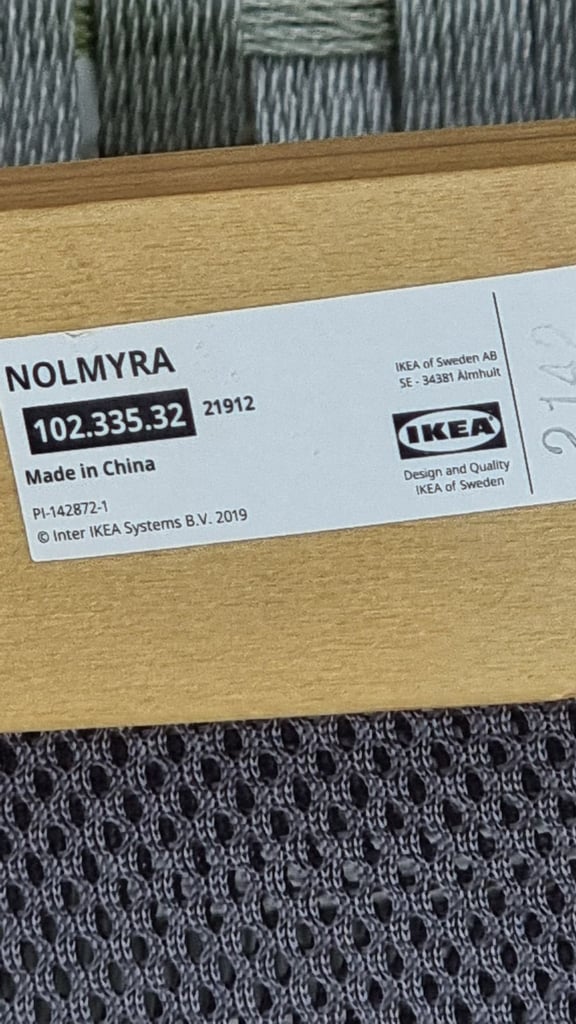 NOLMYRA
102.335.32 21912
Made in China
PI-142872-1
© Inter IKEA Systems B.V. 2019
IKEA of Sweden AB
SE - 34381 Älmhult
IKEA
Design and Quality
IKEA of Sweden